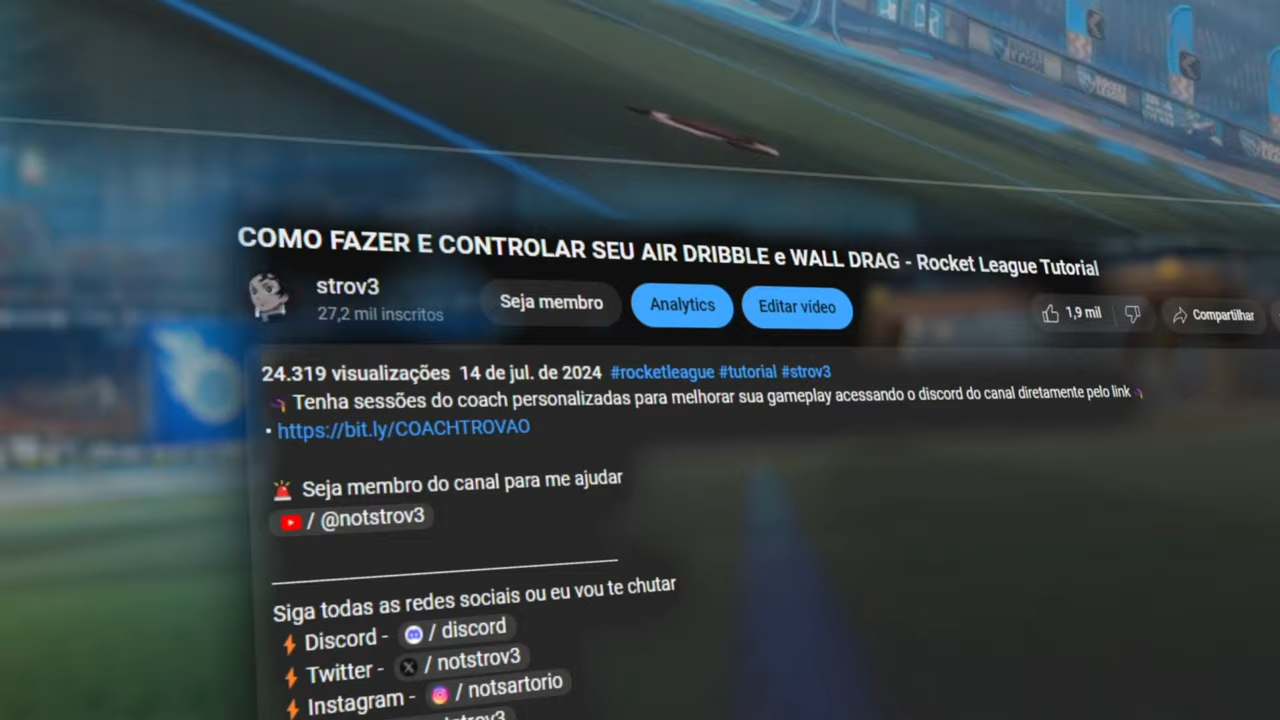 COMO FAZER E CONTROLAR SEU AIR DRIBBLE e WALL DRAG - Rocket League Tutorial
strov3
27,2 mil inscritos
Seja membro
Analytics
Editar vídeo
1,9 mil
Compartilhar
24.319 visualizações 14 de jul. de 2024 #rocketleague #tutorial #strov3
Tenha sessões do coach personalizadas para melhorar sua gameplay acessando o discord do canal diretamente pelo link
• https://bit.ly/COACHTROVAO
🚨 Seja membro do canal para me ajudar
/ @notstrov3
Siga todas as redes sociais ou eu vou te chutar
⚡ Discord - / discord
⚡ Twitter - / notstrov3
⚡ Instagram - / notsartorio